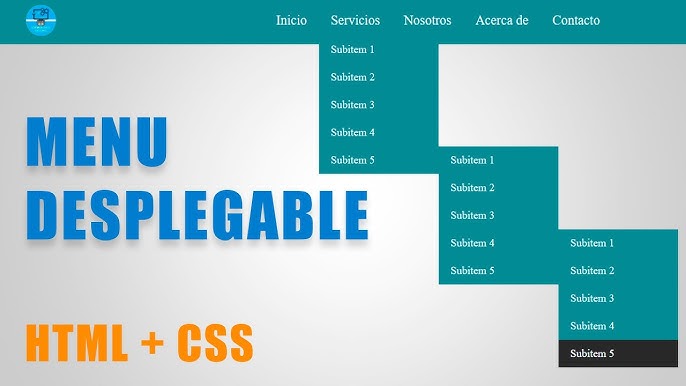 Inicio Servicios Nosotros Acerca de Contacto
Subitem 1
Subitem 2
Subitem 3
Subitem 4
Subitem 5
Subitem 1
Subitem 2
Subitem 3
Subitem 4
Subitem 5
Subitem 1
Subitem 2
Subitem 3
Subitem 4
Subitem 5
MENU
DESPLEGABLE
HTML + CSS